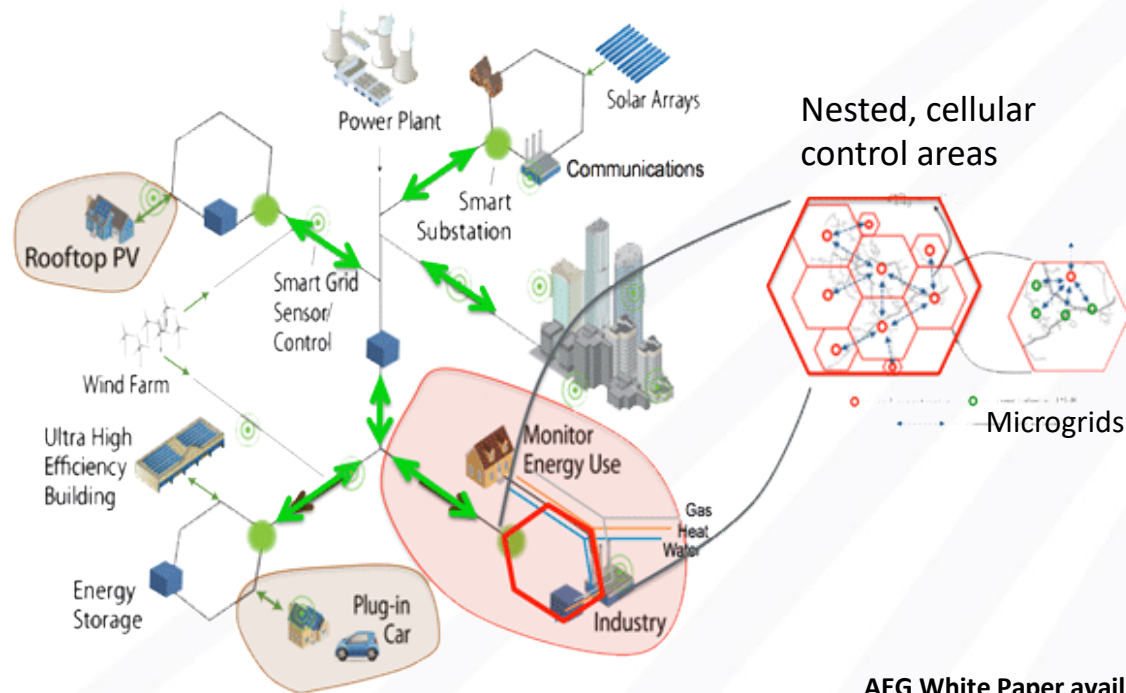 Power Plant
Solar Arrays
Communications
Smart
Substation
Rooftop PV
Smart Grid
Sensor/
Control
Wind Farm
Ultra High
Efficiency
Building
Energy
Storage
Plug-in
Car
Monitor
Energy Use
Gas
Heat
Water
Industry
Nested, cellular
control areas
Microgrids
AEG White Paper avail